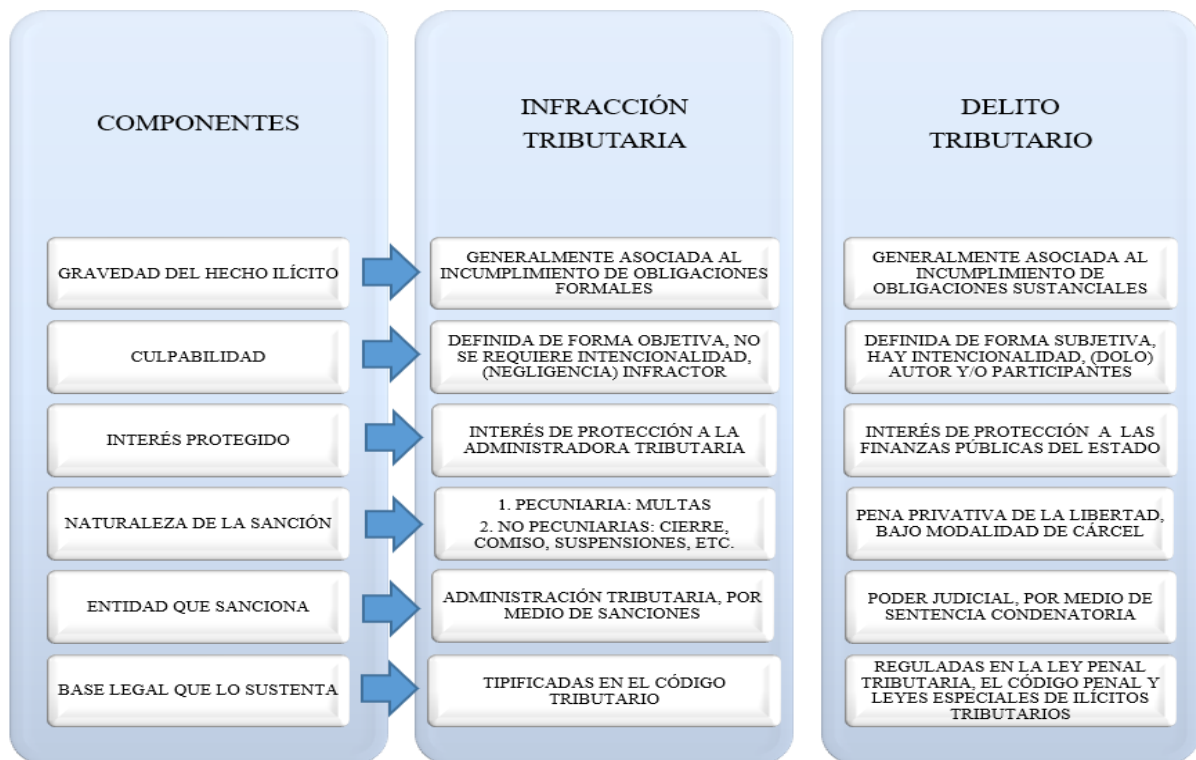 COMPONENTES
INFRACCIÓN
TRIBUTARIA
DELITO
TRIBUTARIO
GRAVEDAD DEL HECHO ILÍCITO
GENERALMENTE ASOCIADA AL
INCUMPLIMIENTO DE OBLIGACIONES
FORMALES
GENERALMENTE ASOCIADA AL
INCUMPLIMIENTO DE
OBLIGACIONES SUSTANCIALES
CULPABILIDAD
DEFINIDA DE FORMA OBJETIVA, NO
SE REQUIERE INTENCIONALIDAD,
(NEGLIGENCIA) INFRACTOR
DEFINIDA DE FORMA SUBJETIVA,
HAY INTENCIONALIDAD, (DOLO)
AUTOR Y/O PARTICIPANTES
INTERÉS PROTEGIDO
INTERÉS DE PROTECCIÓN A LA
ADMINISTRADORA TRIBUTARIA
INTERÉS DE PROTECCIÓN A LAS
FINANZAS PÚBLICAS DEL ESTADO
NATURALEZA DE LA SANCIÓN
1. PECUNIARIA: MULTAS
2. NO PECUNIARIAS: CIERRE,
COMISO, SUSPENSIONES, ETC.
PENA PRIVATIVA DE LA LIBERTAD,
BAJO MODALIDAD DE CÁRCEL
ENTIDAD QUE SANCIONA
ADMINISTRACIÓN TRIBUTARIA, POR
MEDIO DE SANCIONES
PODER JUDICIAL, POR MEDIO DE
SENTENCIA CONDENATORIA
BASE LEGAL QUE LO SUSTENTA
TIPIFICADAS EN EL CÓDIGO
TRIBUTARIO
REGULADAS EN LA LEY PENAL
TRIBUTARIA, EL CÓDIGO PENAL Y
LEYES ESPECIALES DE ILÍCITOS
TRIBUTARIOS